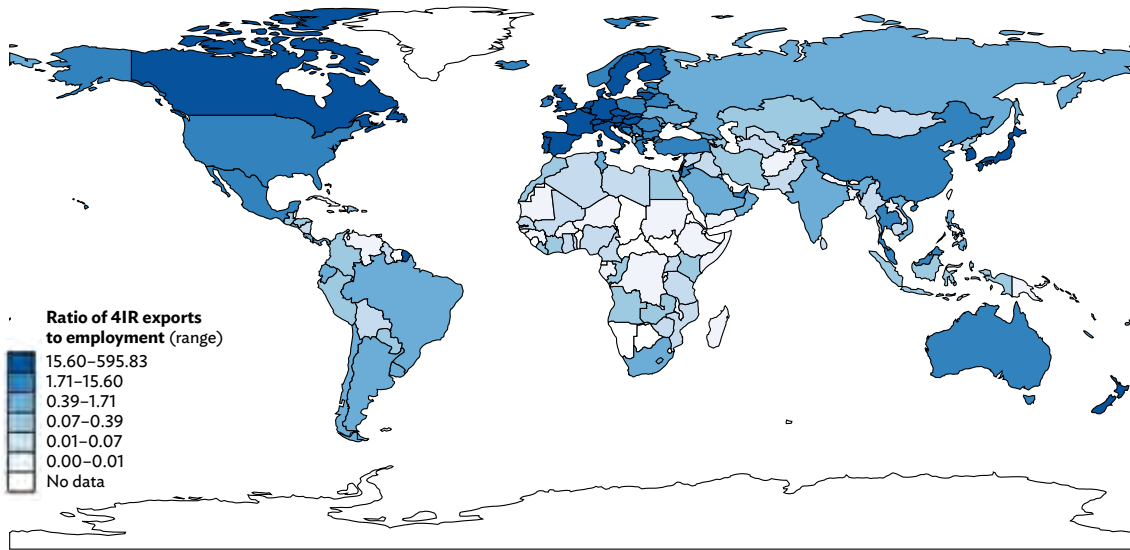 Ratio of 4IR exports
to employment (range)
15.60–595.83
1.71–15.60
0.39–1.71
0.07–0.39
0.01–0.07
0.00–0.01
No data